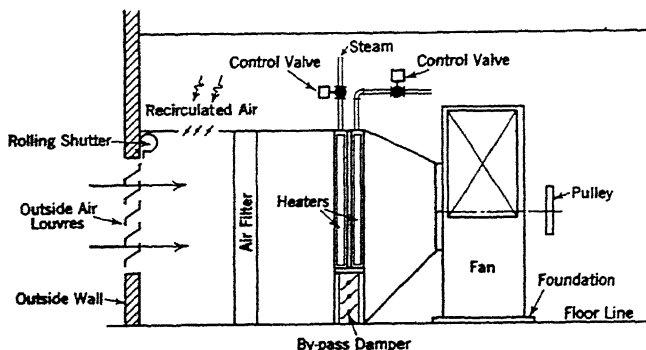 Steam
Control Valve
Control Valve
Recirculated Air
Rolling Shutter
Outside Air
Louvres
Air Filter
Heaters
Pulley
Fan
Foundation
Outside Wall
Floor Line
By-pass Damper